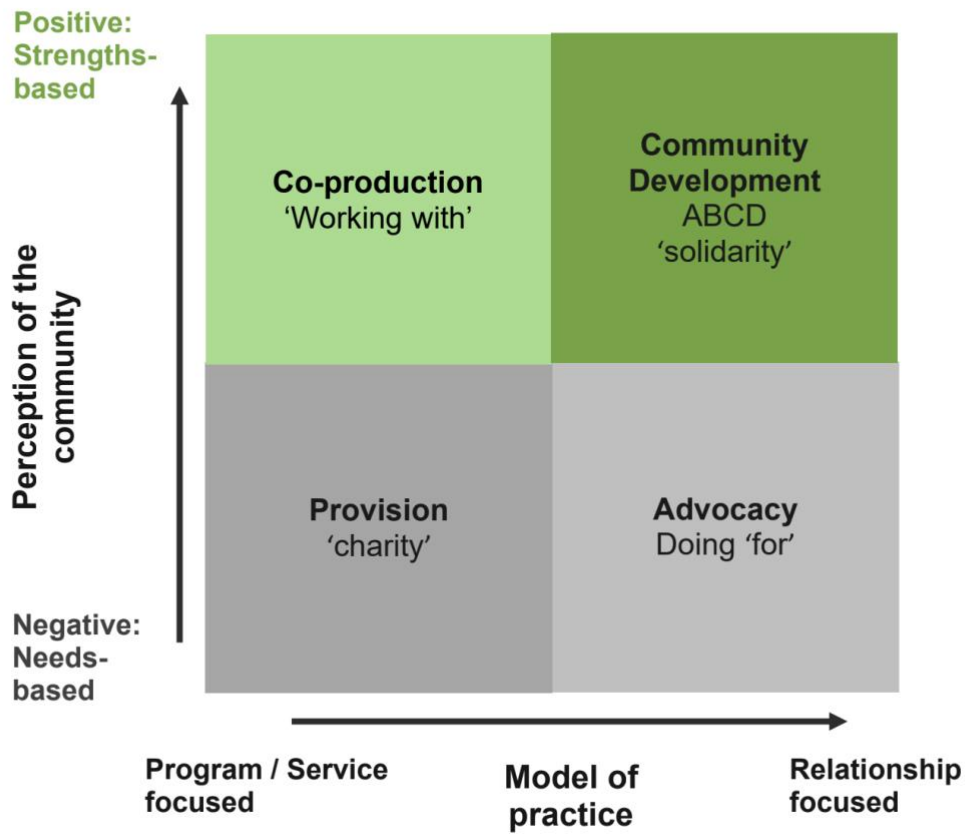 Positive:
Strengths-
based
Co-production
‘Working with’
Community
Development
ABCD
‘solidarity’
Perception of the
community
Provision
‘charity’
Advocacy
Doing ‘for’
Negative:
Needs-
based
Program / Service
focused
Model of
practice
Relationship
focused